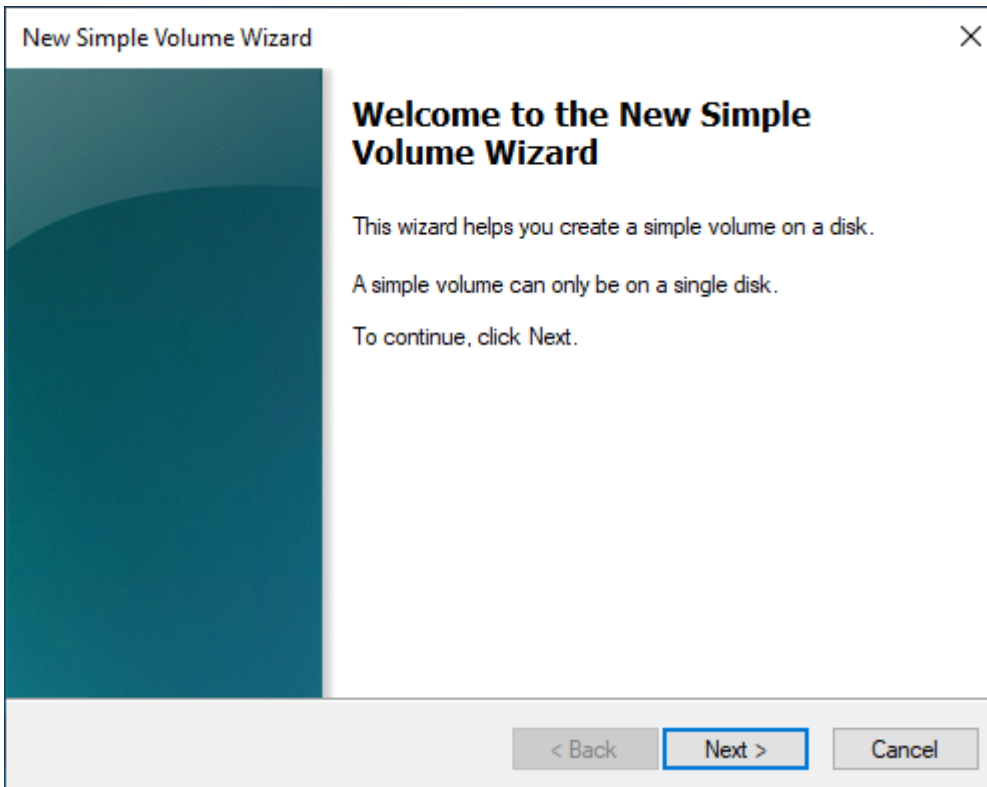 New Simple Volume Wizard
Welcome to the New Simple
Volume Wizard
This wizard helps you create a simple volume on a disk.
A simple volume can only be on a single disk.
To continue, click Next.
< Back
Next >
Cancel